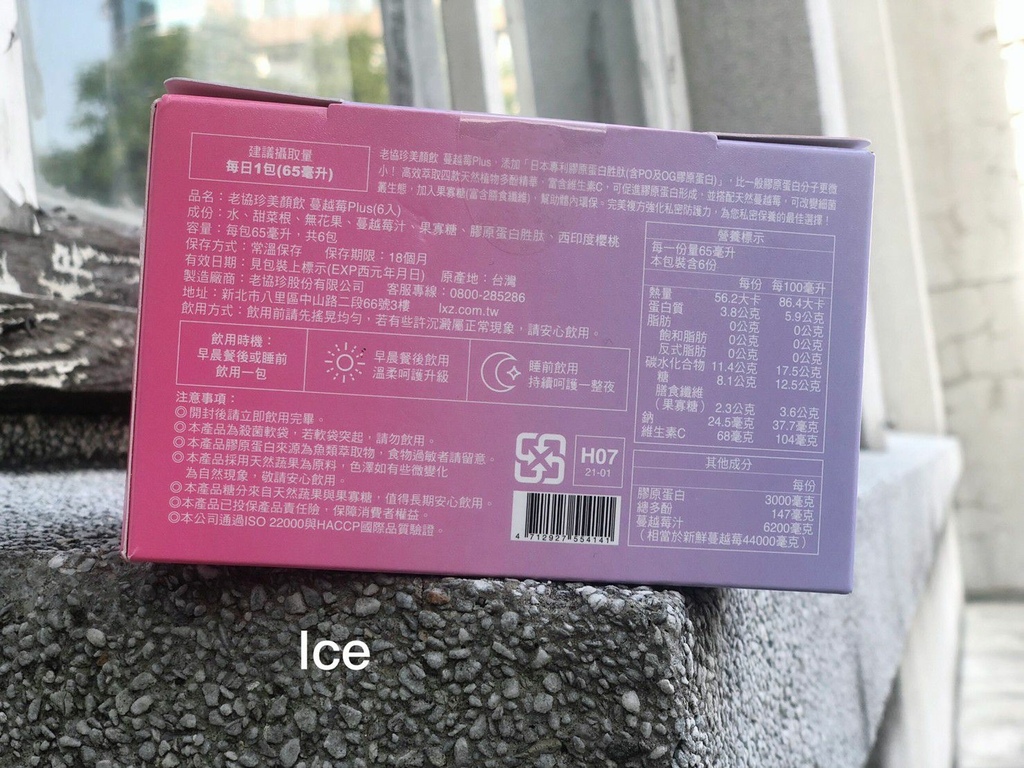 建議攝取量
每日1包(65毫升)
老協珍美顏飲 蔓越莓Plus，添加「日本專利膠原蛋白胜肽(含PO及OG膠原蛋白)」，比一般膠原蛋白分子更微
小！高效萃取四款天然植物多酚精華、富含維生素C，可促進膠原蛋白形成，並搭配天然蔓越莓，可改變細菌
叢生態，加入果寡糖(富含膳食纖維)，幫助體內環保。完美複方強化私密防護力，為您私密保養的最佳選擇！
品名：老協珍美顏飲 蔓越莓Plus(6入)
成份：水、甜菜根、無花果、蔓越莓汁、果寡糖、膠原蛋白胜肽、西印度櫻桃
容量：每包65毫升，共6包
保存方式：常溫保存 保存期限：18個月
有效日期：見包裝上標示(EXP西元年月日) 原產地：台灣
製造廠商：老協珍股份有限公司 客服專線：0800-285286
地址：新北市八里區中山路二段66號3樓 lxz.com.tw
飲用方式：飲用前請先搖晃均勻，若有些許沉澱屬正常現象，請安心飲用。
飲用時機：
早晨餐後或睡前
飲用一包
早晨餐後飲用
溫柔呵護升級
睡前飲用
持續呵護一整夜
注意事項：
◎開封後請立即飲用完畢。
◎本產品為殺菌軟袋，若軟袋突起，請勿飲用。
◎本產品膠原蛋白來源為魚類萃取物，食物過敏者請留意。
◎本產品採用天然蔬果為原料，色澤如有些微變化
為自然現象，敬請安心飲用。
◎本產品糖分來自天然蔬果與果寡糖，值得長期安心飲用。
◎本產品已投保產品責任險，保障消費者權益。
◎本公司通過ISO 22000與HACCP國際品質驗證。
H07
21-01
4 712927 554141
營養標示
每一份量65毫升
本包裝含6份
每份 每100毫升
熱量 56.2大卡 86.4大卡
蛋白質 3.8公克 5.9公克
脂肪 0公克 0公克
飽和脂肪 0公克 0公克
反式脂肪 0公克 0公克
碳水化合物 11.4公克 17.5公克
糖 8.1公克 12.5公克
膳食纖維
（果寡糖） 2.3公克 3.6公克
鈉 24.5毫克 37.7毫克
維生素C 68毫克 104毫克
其他成分
每份
膠原蛋白 3000毫克
總多酚 147毫克
蔓越莓汁 6200毫克
(相當於新鮮蔓越莓44000毫克)
Ice